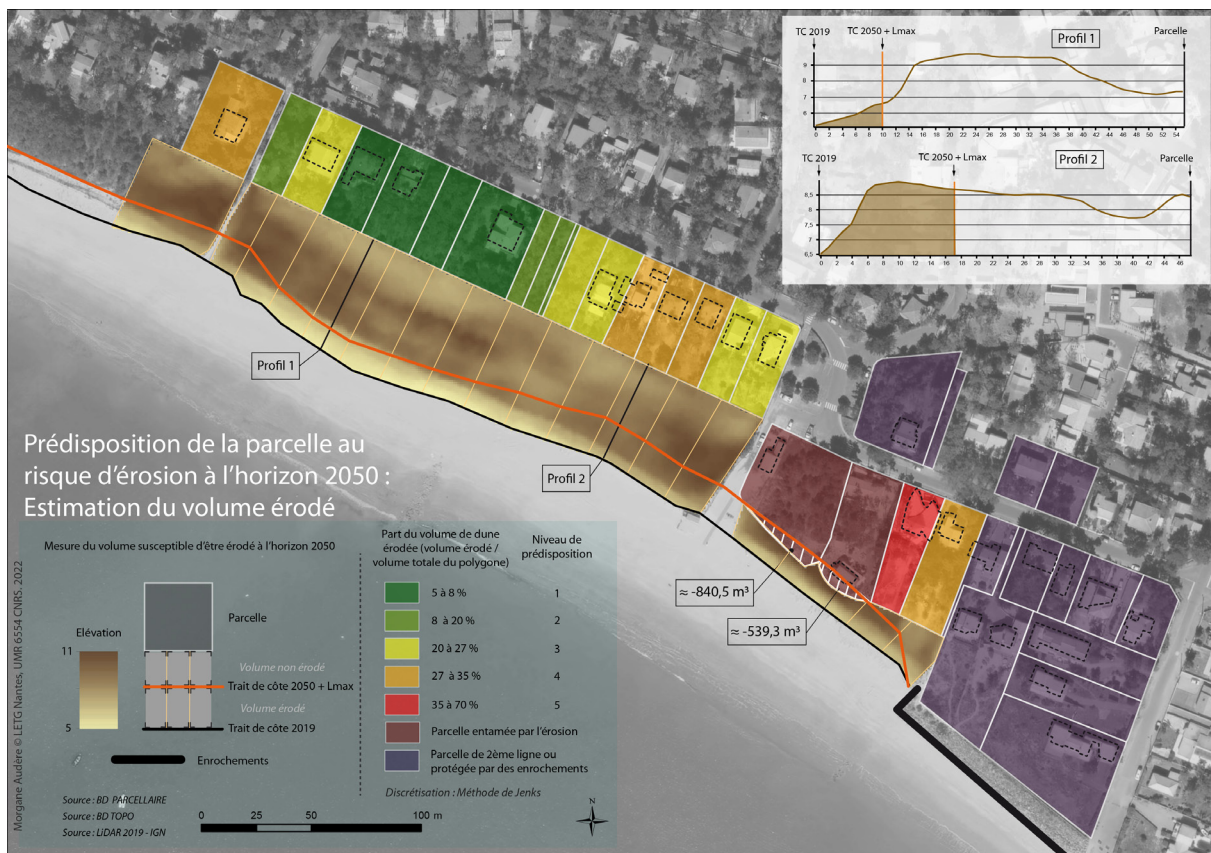 TC 2019
TC 2050 + Lmax
Profil 1
Parcelle
9
8
7
6
0 2 4 6 8 10 12 14 16 18 20 22 24 26 28 30 32 34 36 38 40 42 44 46 48 50 52 54
TC 2019
TC 2050 + Lmax
Profil 2
Parcelle
8,5
8
7,5
7
6,5
0 2 4 6 8 10 12 14 16 18 20 22 24 26 28 30 32 34 36 38 40 42 44 46
Profil 1
Profil 2
≈ -840,5 m³
≈ -539,3 m³
Prédisposition de la parcelle au
risque d’érosion à l’horizon 2050 :
Estimation du volume érodé
Mesure du volume susceptible d’être érodé à l’horizon 2050
Parcelle
Elévation
11
5
Volume non érodé
Trait de côte 2050 + Lmax
Volume érodé
Trait de côte 2019
Enrochements
Source : BD PARCELLAIRE
Source : BD TOPO
Source : LiDAR 2019 - IGN
0 25 50 100 m
Part du volume de dune
érodée (volume érodé /
volume totale du polygone)
Niveau de
prédisposition
5 à 8 % 1
8 à 20 % 2
20 à 27 % 3
27 à 35 % 4
35 à 70 % 5
Parcelle entamée par l’érosion
Parcelle de 2ème ligne ou
protégée par des enrochements
Discrétisation : Méthode de Jenks
N
Morgane Audère © LETG Nantes, UMR 6554 CNRS. 2022